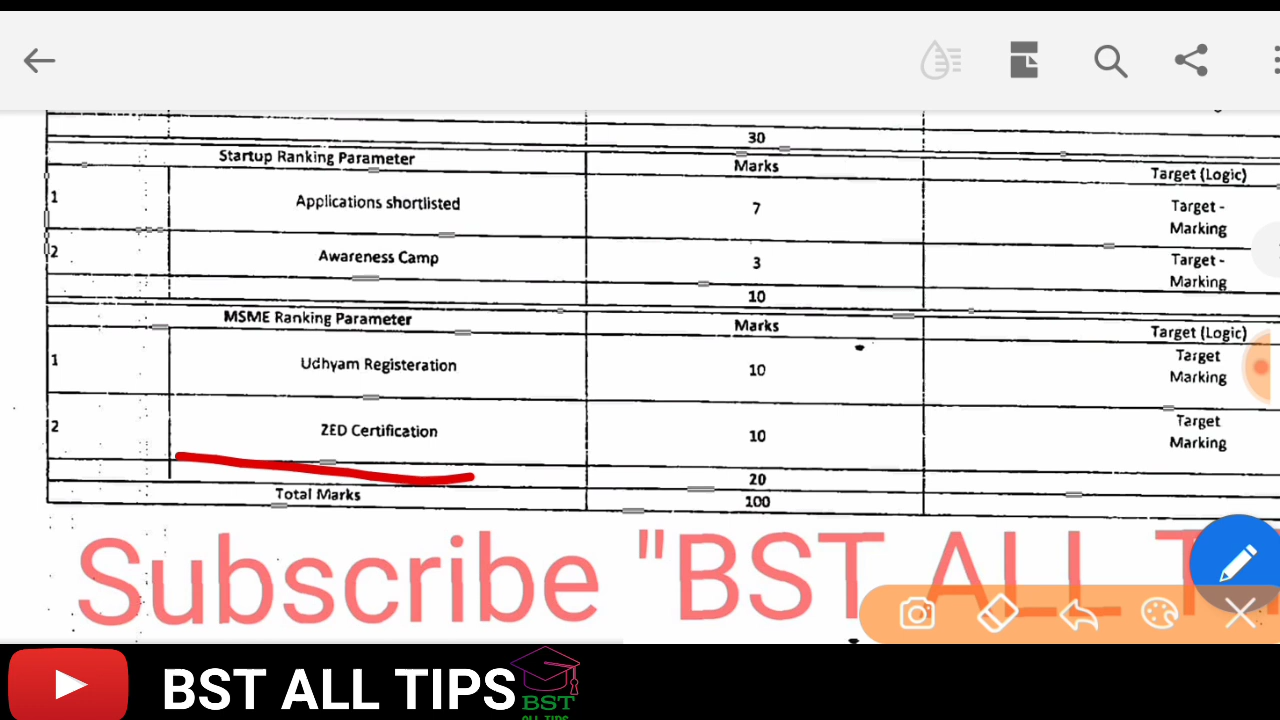 30
Startup Ranking Parameter Marks Target (Logic)
1 Applications shortlisted 7 Target -
Marking
2 Awareness Camp 3 Target -
Marking
10
MSME Ranking Parameter Marks Target (Logic)
1 Udhyam Registeration 10 Target
Marking
2 ZED Certification 10 Target
Marking
20
Total Marks 100
Subscribe "BST ALL
BST ALL TIPS
BST
ALL TIPS